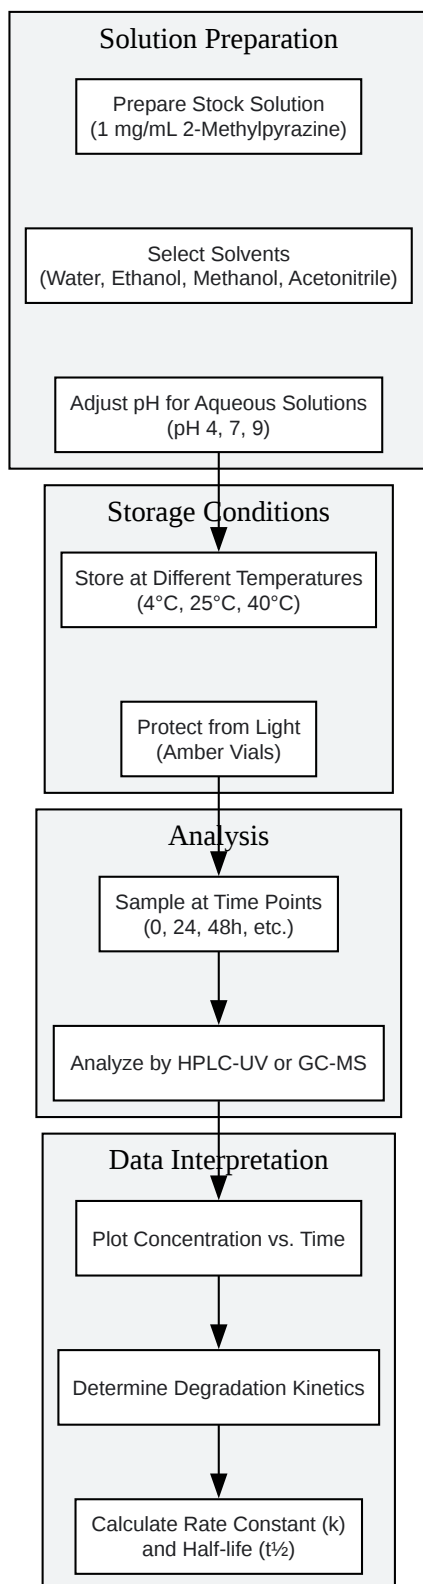 Solution Preparation
Prepare Stock Solution
(1 mg/mL 2-Methylpyrazine)
Select Solvents
(Water, Ethanol, Methanol, Acetonitrile)
Adjust pH for Aqueous Solutions
(pH 4, 7, 9)
Storage Conditions
Store at Different Temperatures
(4°C, 25°C, 40°C)
Protect from Light
(Amber Vials)
Analysis
Sample at Time Points
(0, 24, 48h, etc.)
Analyze by HPLC-UV or GC-MS
Data Interpretation
Plot Concentration vs. Time
Determine Degradation Kinetics
Calculate Rate Constant (k)
and Half-life (t½)